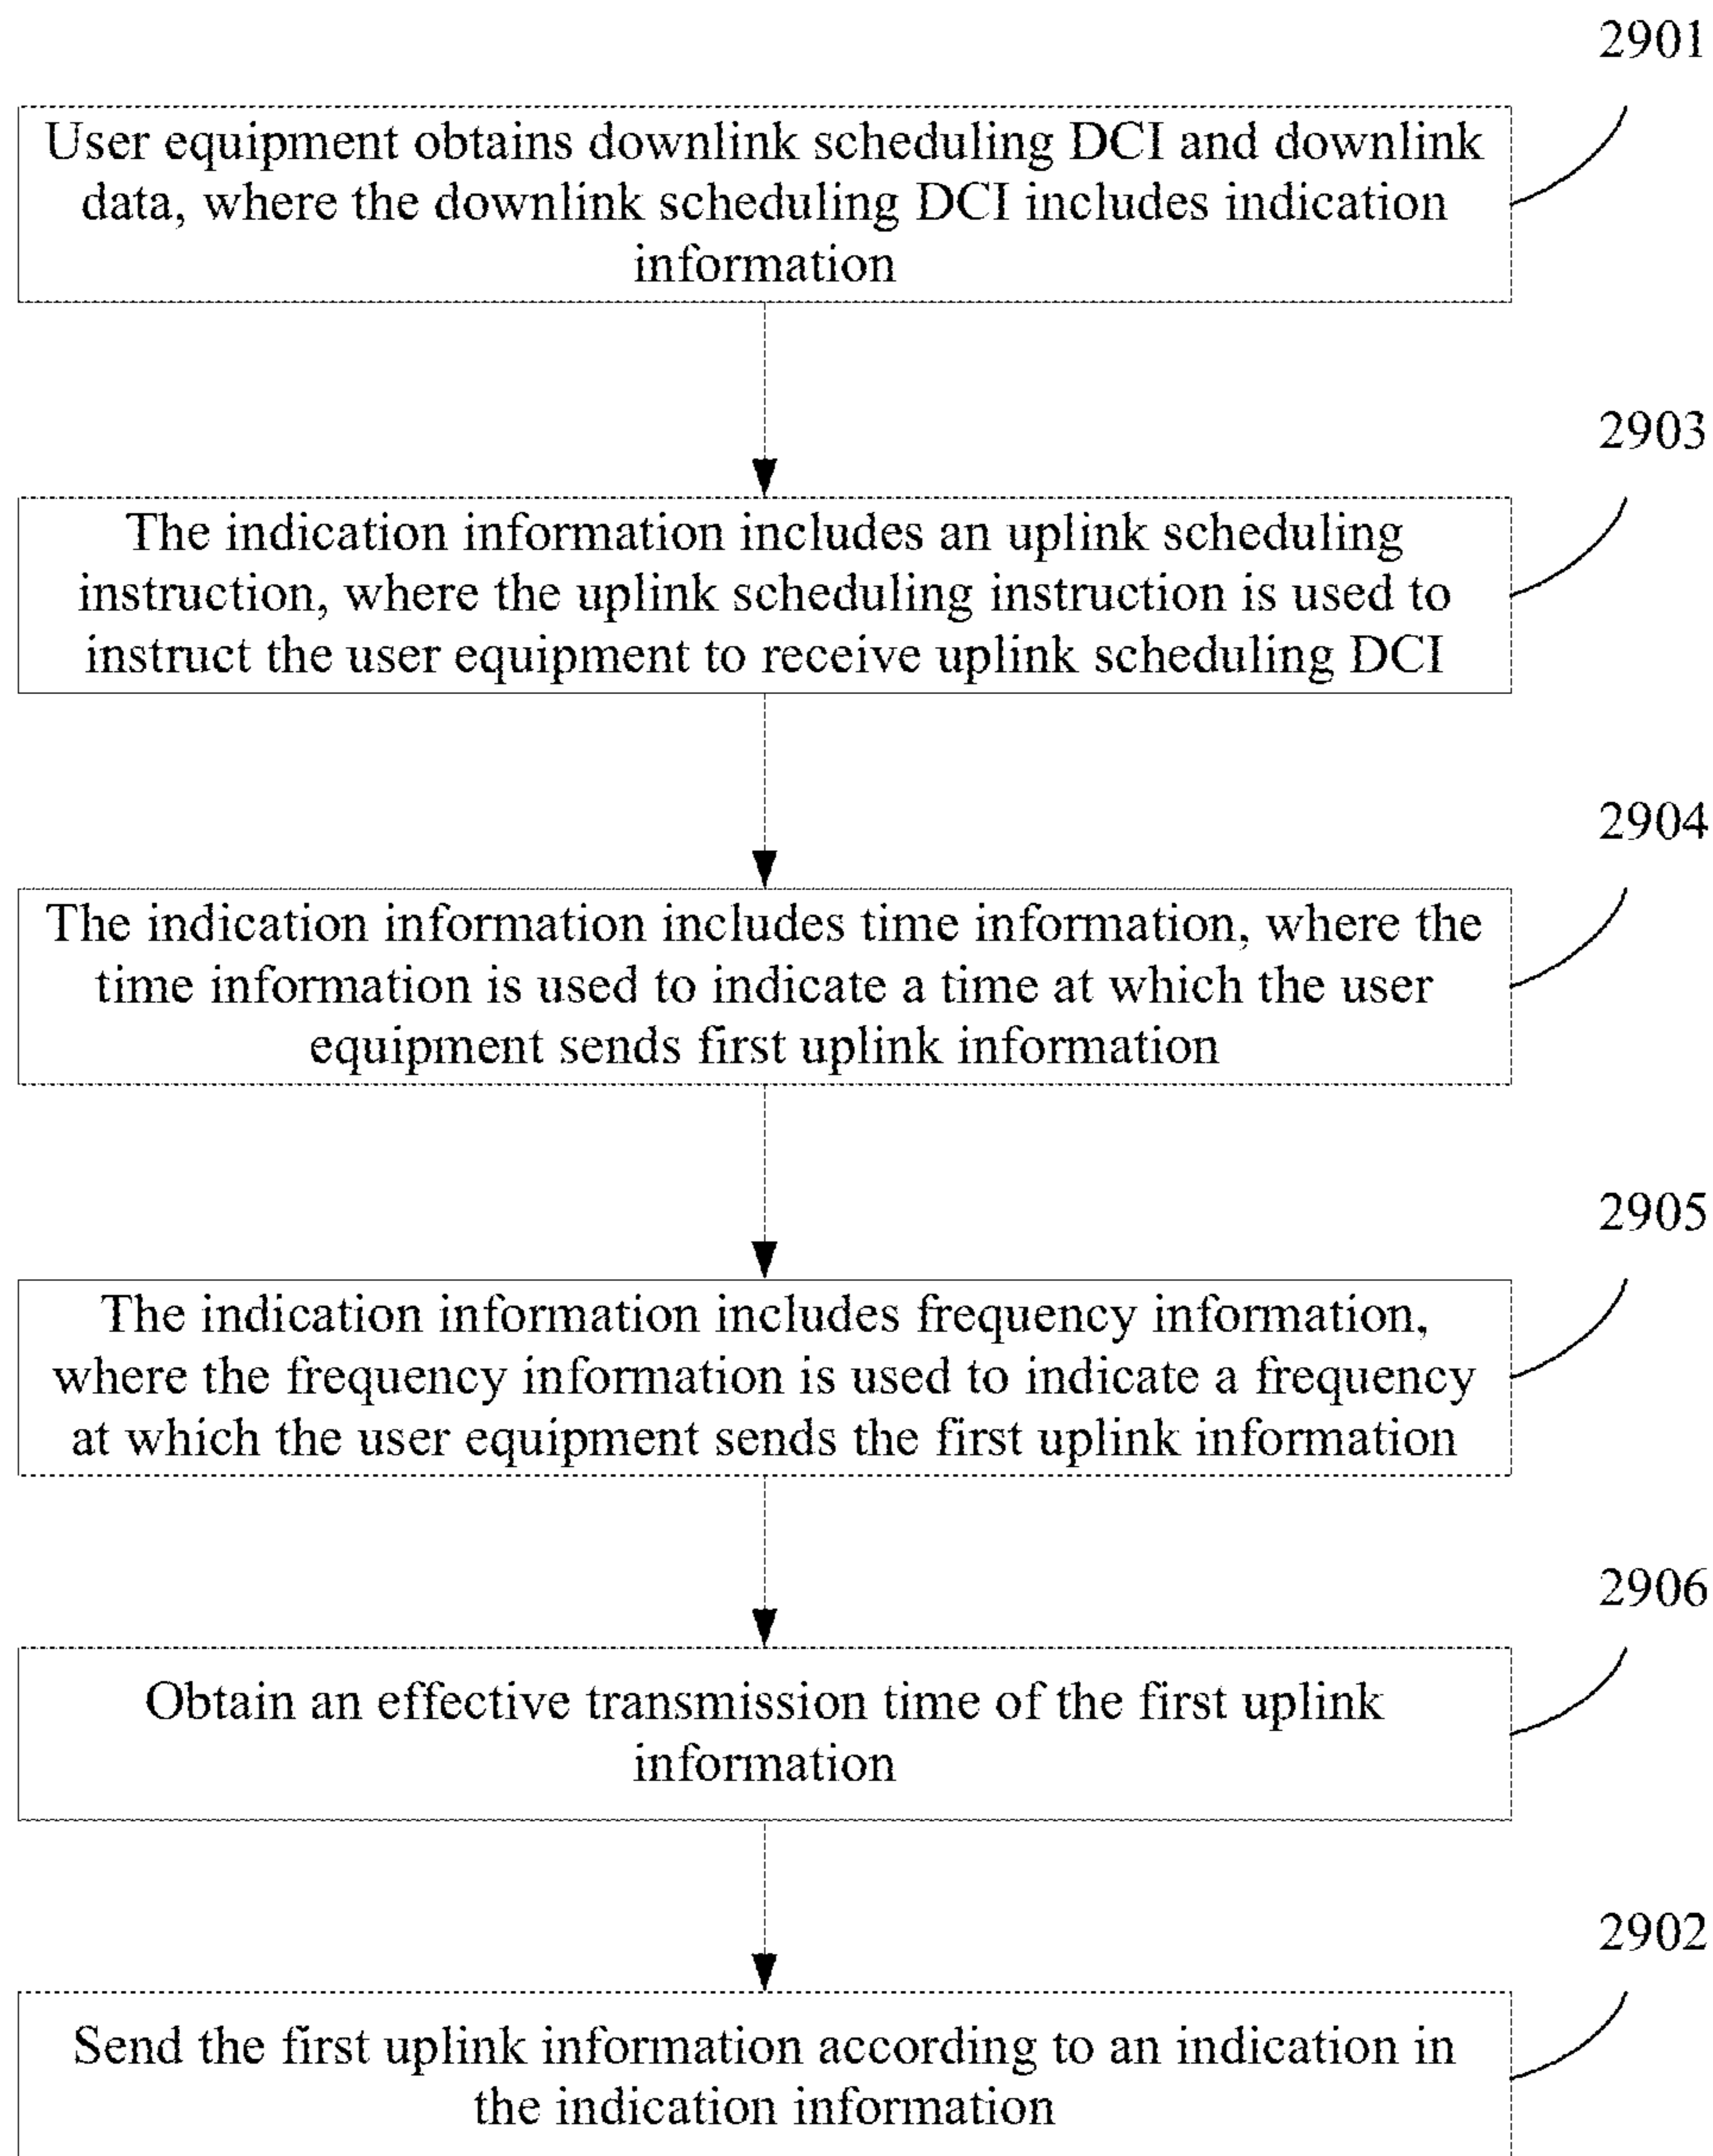 2901
User equipment obtains downlink scheduling DCI and downlink
data, where the downlink scheduling DCI includes indication
information
2903
The indication information includes an uplink scheduling
instruction, where the uplink scheduling instruction is used to
instruct the user equipment to receive uplink scheduling DCI
2904
The indication information includes time information, where the
time information is used to indicate a time at which the user
equipment sends first uplink information
2905
The indication information includes frequency information,
where the frequency information is used to indicate a frequency
at which the user equipment sends the first uplink information
2906
Obtain an effective transmission time of the first uplink
information
2902
Send the first uplink information according to an indication in
the indication information